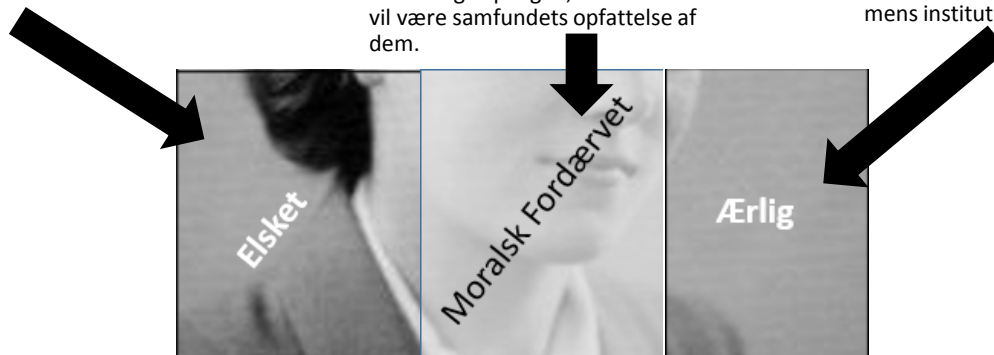 vil være samfundets opfattelse af
dem.
mens institut
Elsket
Moralsk Fordærvet
Ærlig